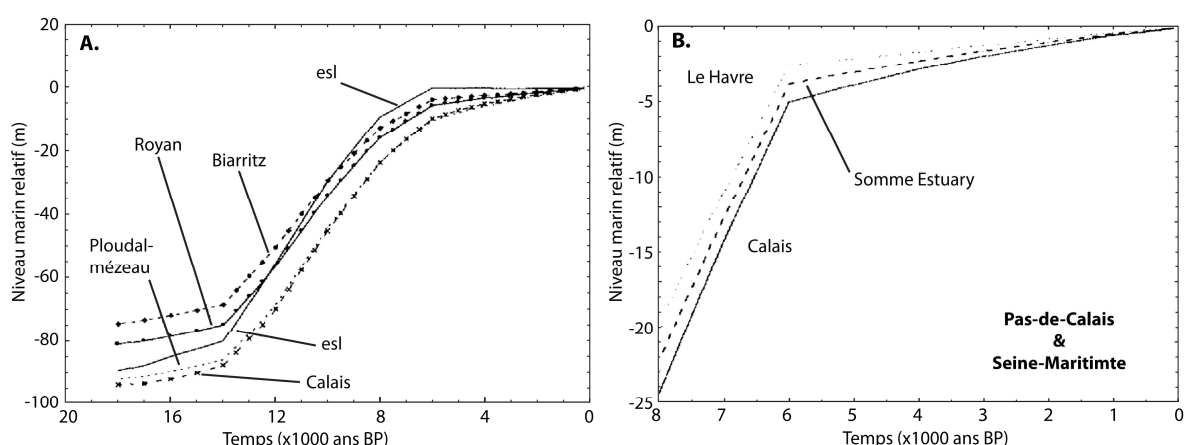 A.
20
0
-20
-40
-60
-80
-100
Niveau marin relatif (m)
esl
Royan
Biarritz
Ploudal-
mézeau
esl
Calais
20 16 12 8 4 0
Temps (x1000 ans BP)
B.
0
-5
-10
-15
-20
-25
Niveau marin relatif (m)
Le Havre
Somme Estuary
Calais
Pas-de-Calais
&
Seine-Maritimte
8 7 6 5 4 3 2 1 0
Temps (x1000 ans BP)